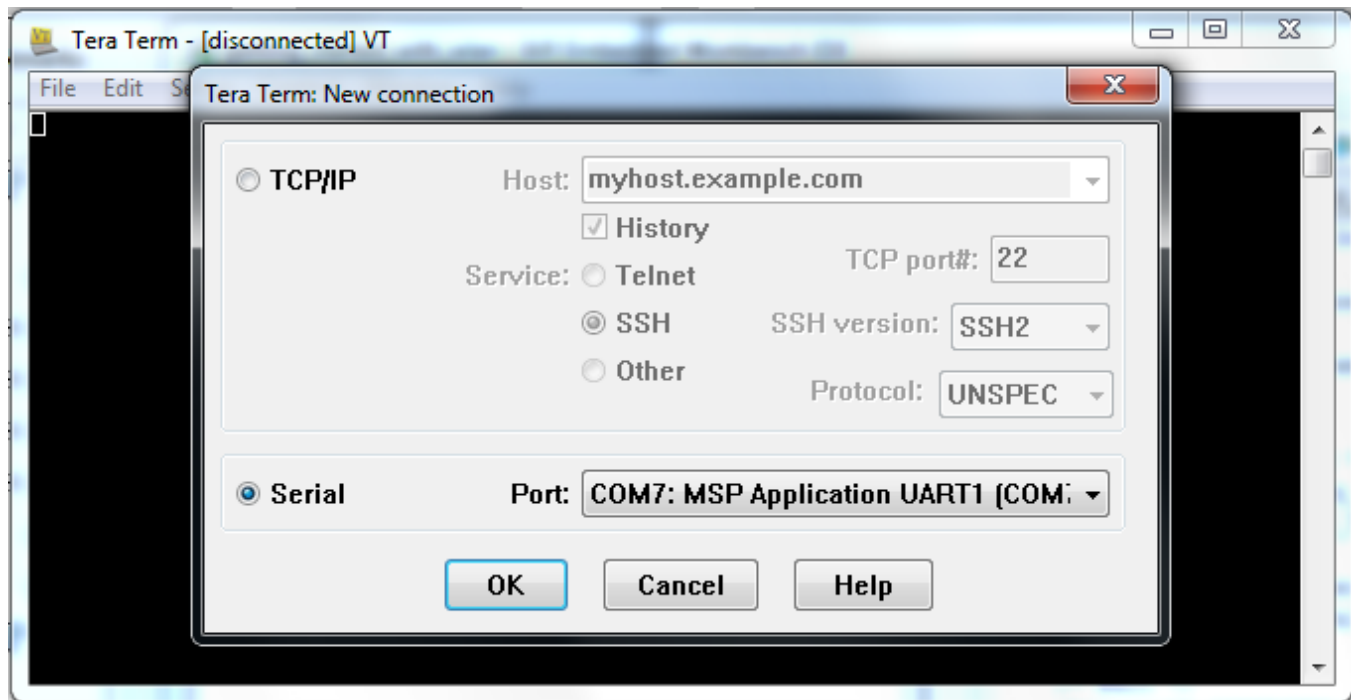 Tera Term - [disconnected] VT
File Edit
Tera Term: New connection
TCP/IP Host: myhost.example.com
History
Service: Telnet TCP port#: 22
SSH SSH version: SSH2
Other Protocol: UNSPEC
Serial Port: COM7: MSP Application UART1 (COM7
OK Cancel Help